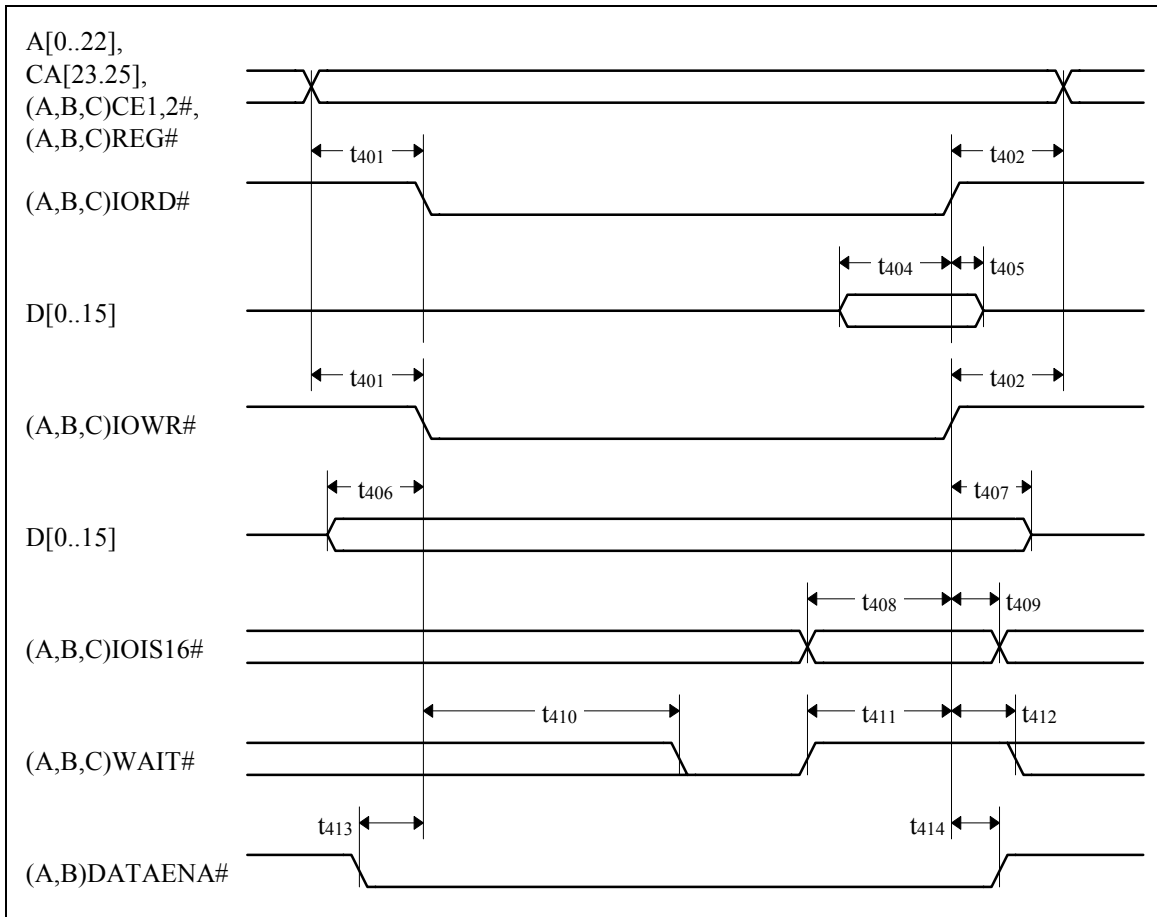 A[0..22],
CA[23.25],
(A,B,C)CE1,2#,
(A,B,C)REG#
t401
t402
(A,B,C)IORD#
t404
t405
D[0..15]
t401
t402
(A,B,C)IOWR#
t406
t407
D[0..15]
t408
t409
(A,B,C)IOIS16#
t410
t411
t412
(A,B,C)WAIT#
t413
t414
(A,B)DATAENA#